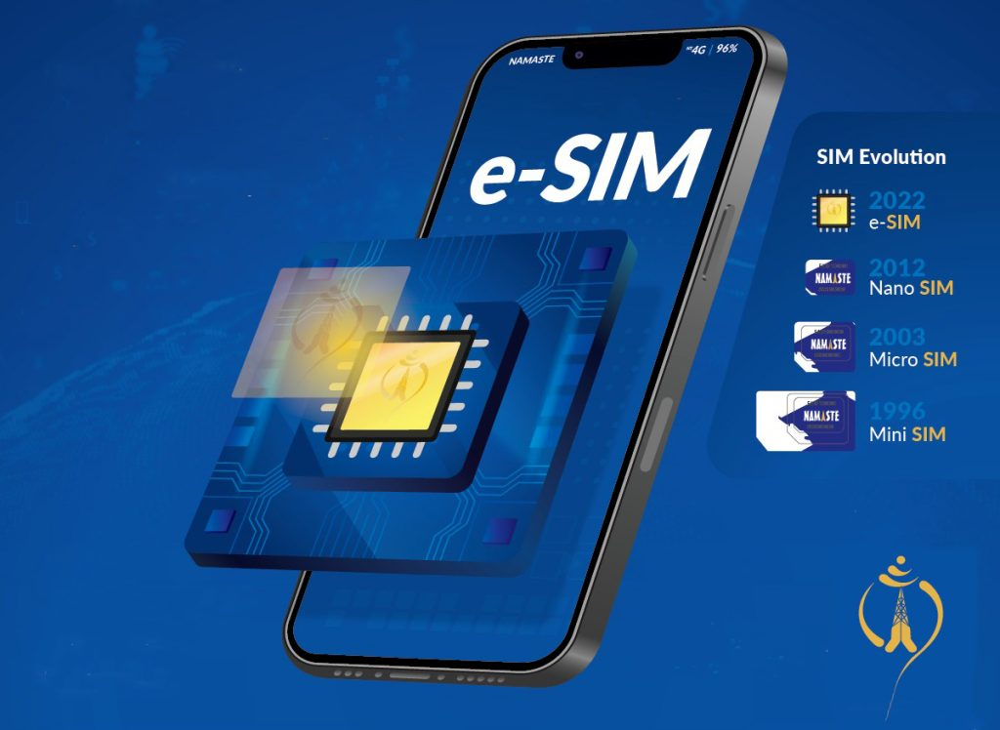 NAMASTE
NT4G | 96%
e-SIM
SIM Evolution
2022
e-SIM
2012
NAMASTE
Nano SIM
2003
NAMASTE
Micro SIM
1996
NAMASTE
Mini SIM